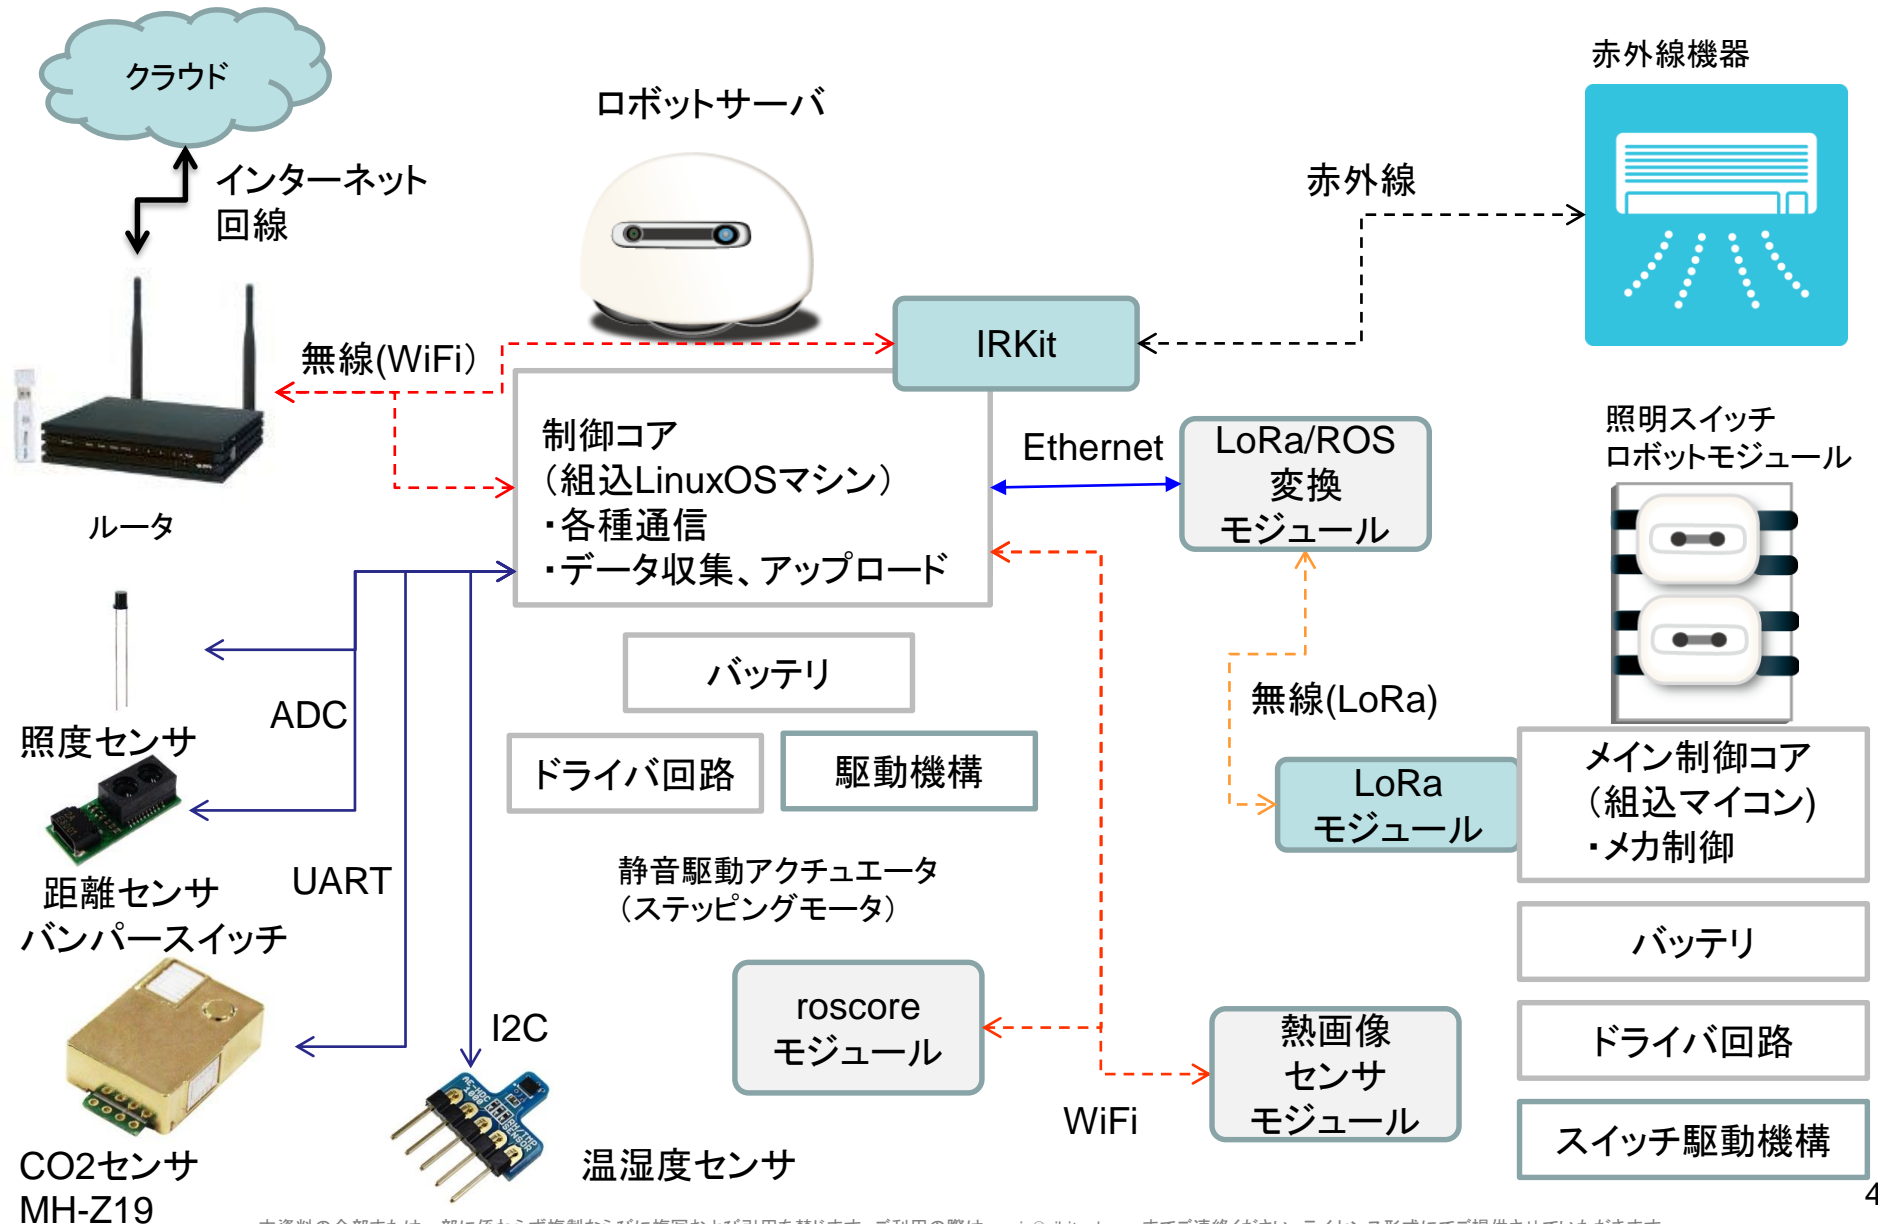 クラウド
インターネット
回線
ロボットサーバ
赤外線機器
赤外線
無線(WiFi)
IRKit
ルータ
制御コア
（組込LinuxOSマシン）
・各種通信
・データ収集、アップロード
Ethernet
LoRa/ROS
変換
モジュール
照明スイッチ
ロボットモジュール
バッテリ
ドライバ回路
駆動機構
静音駆動アクチュエータ
（ステッピングモータ）
無線(LoRa)
LoRa
モジュール
メイン制御コア
（組込マイコン)
・メカ制御
バッテリ
ドライバ回路
スイッチ駆動機構
照度センサ
ADC
距離センサ
バンパースイッチ
UART
CO2センサ
MH-Z19
I2C
温湿度センサ
AE-HDC
1000
HUM/TMP
SENSOR
roscore
モジュール
WiFi
熱画像
センサ
モジュール
4